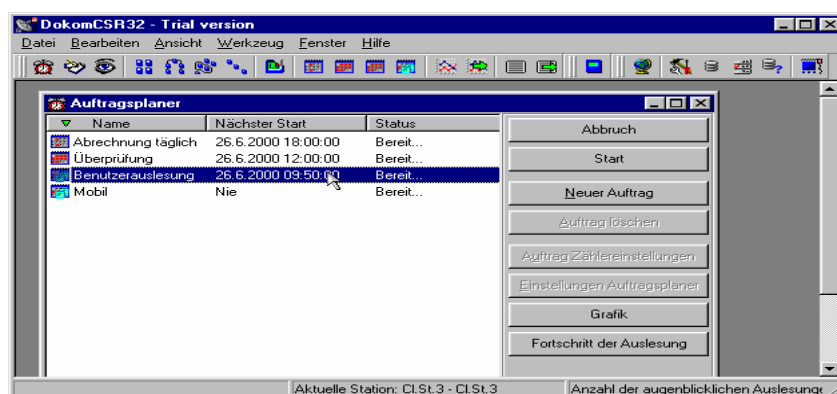 DokomCSR32 - Trial version
Datei Bearbeiten Ansicht Werkzeug Fenster Hilfe
Auftragsplaner
Name Nächster Start Status
Abrechnung täglich 26.6.2000 18:00:00 Bereit...
Überprüfung 26.6.2000 12:00:00 Bereit...
Benutzerauslesung 26.6.2000 09:50:00 Bereit...
Mobil Nie Bereit...
Abbruch
Start
Neuer Auftrag
Auftrag löschen
Auftrag Zählereinstellungen
Einstellungen Auftragsplaner
Grafik
Fortschritt der Auslesung
Aktuelle Station: Cl.St.3 - Cl.St.3 Anzahl der augenblicklichen Auslesunge